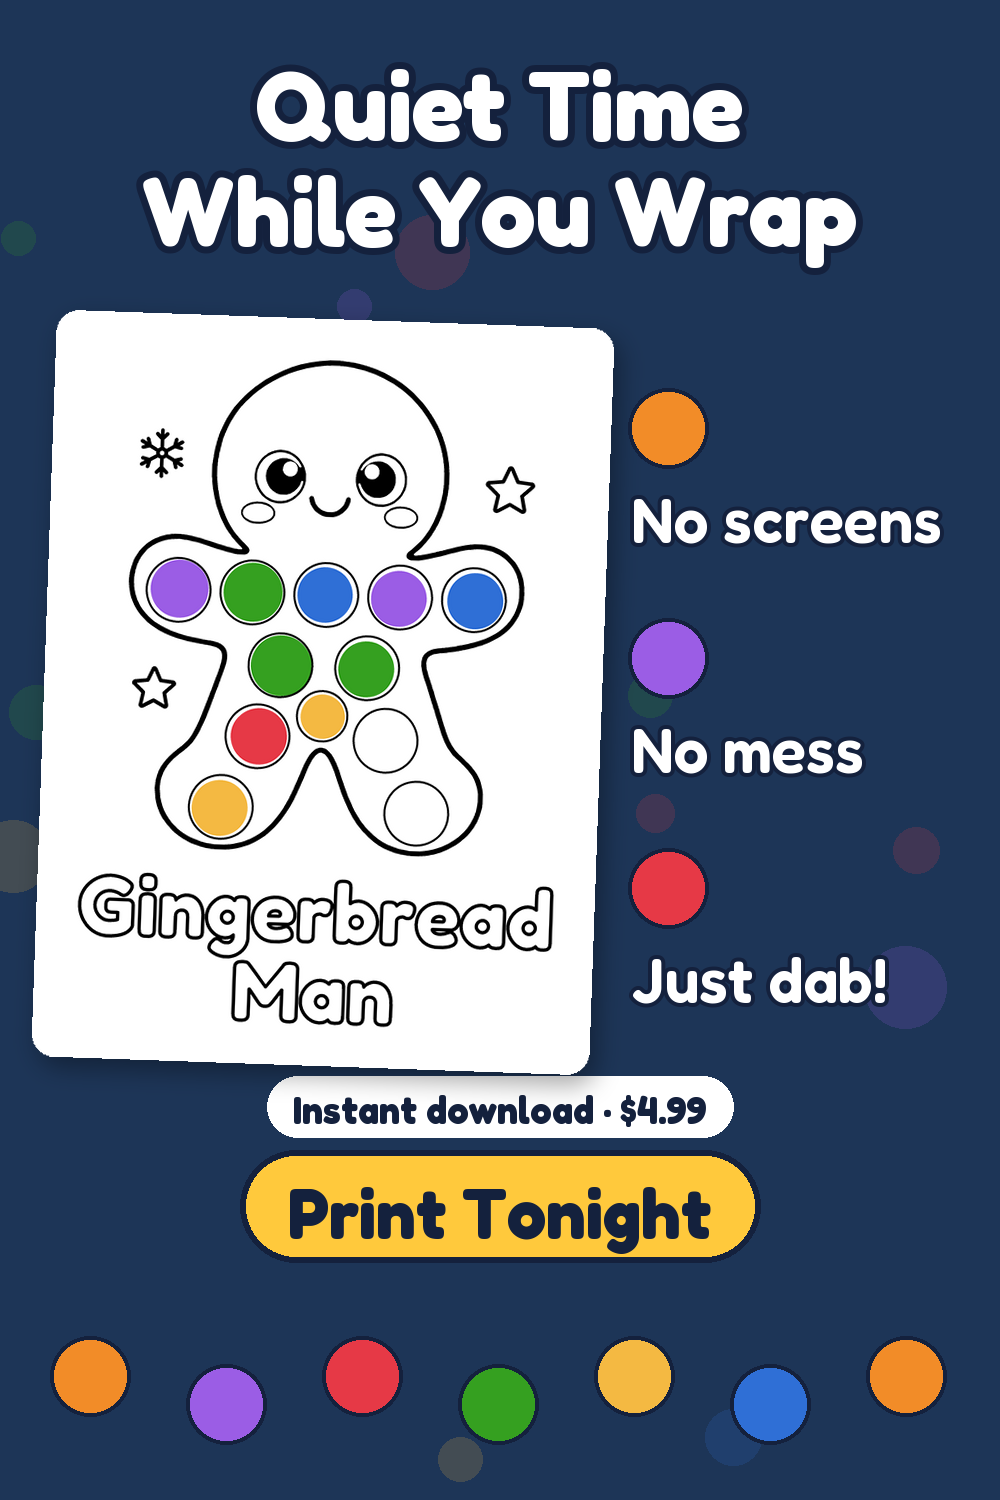 Quiet Time
While You Wrap
No screens
No mess
Just dab!
Gingerbread
Man
Instant download · $4.99
Print Tonight